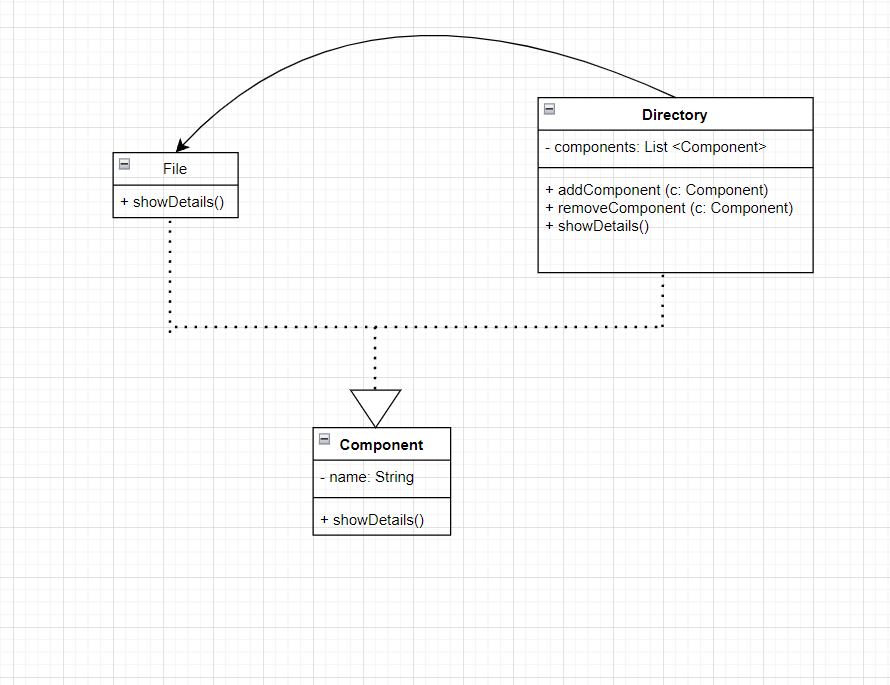 Directory
- components: List <Component>
+ addComponent (c: Component)
+ removeComponent (c: Component)
+ showDetails()
File
+ showDetails()
Component
- name: String
+ showDetails()